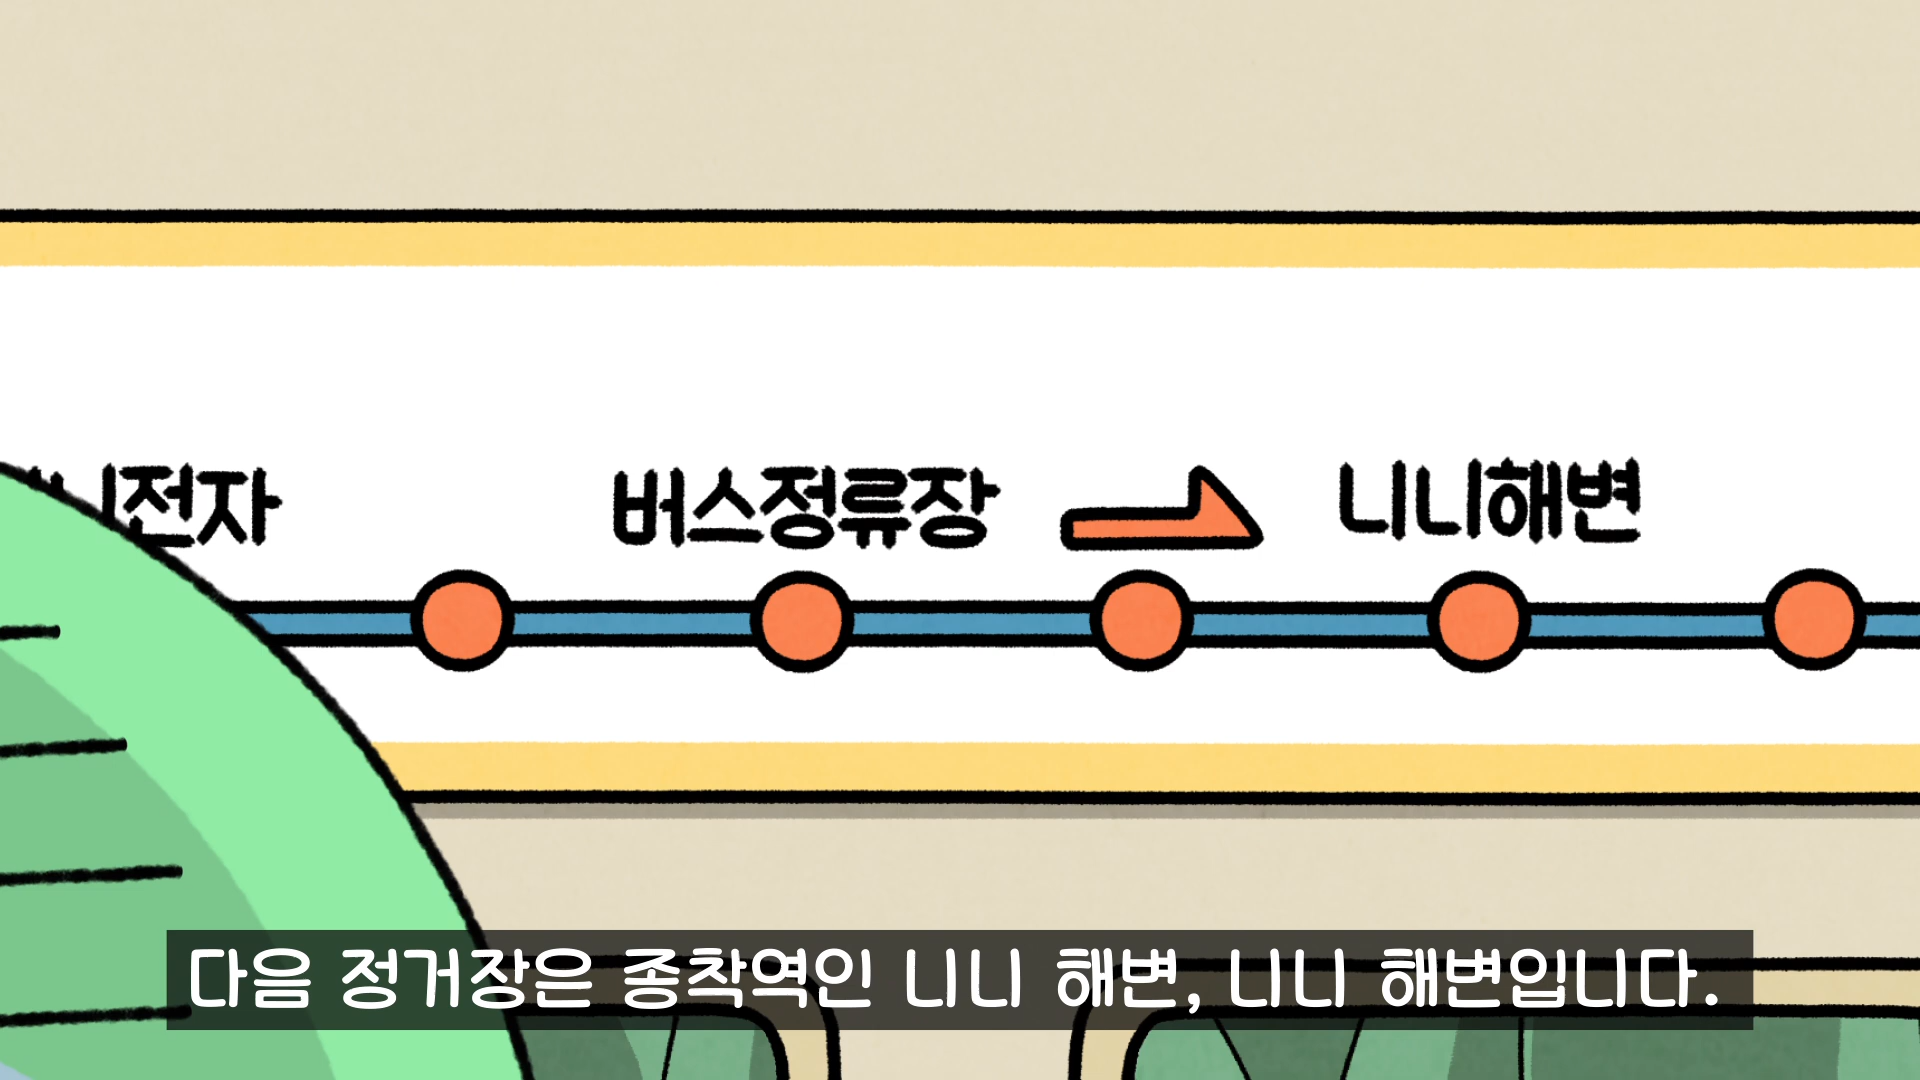 전자
버스정류장
니니해변
다음 정거장은 종착역인 니니 해변, 니니 해변입니다.